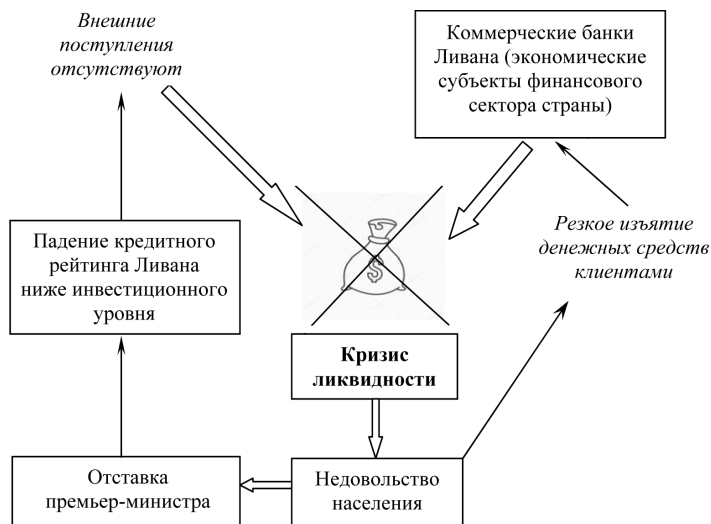 Внешние
поступления
отсутствуют
Коммерческие банки
Ливана (экономические
субъекты финансового
сектора страны)
Падение кредитного
рейтинга Ливана
ниже инвестиционного
уровня
$
Резкое изъятие
денежных средств
клиентами
Кризис
ликвидности
Отставка
премьер-министра
Недовольство
населения